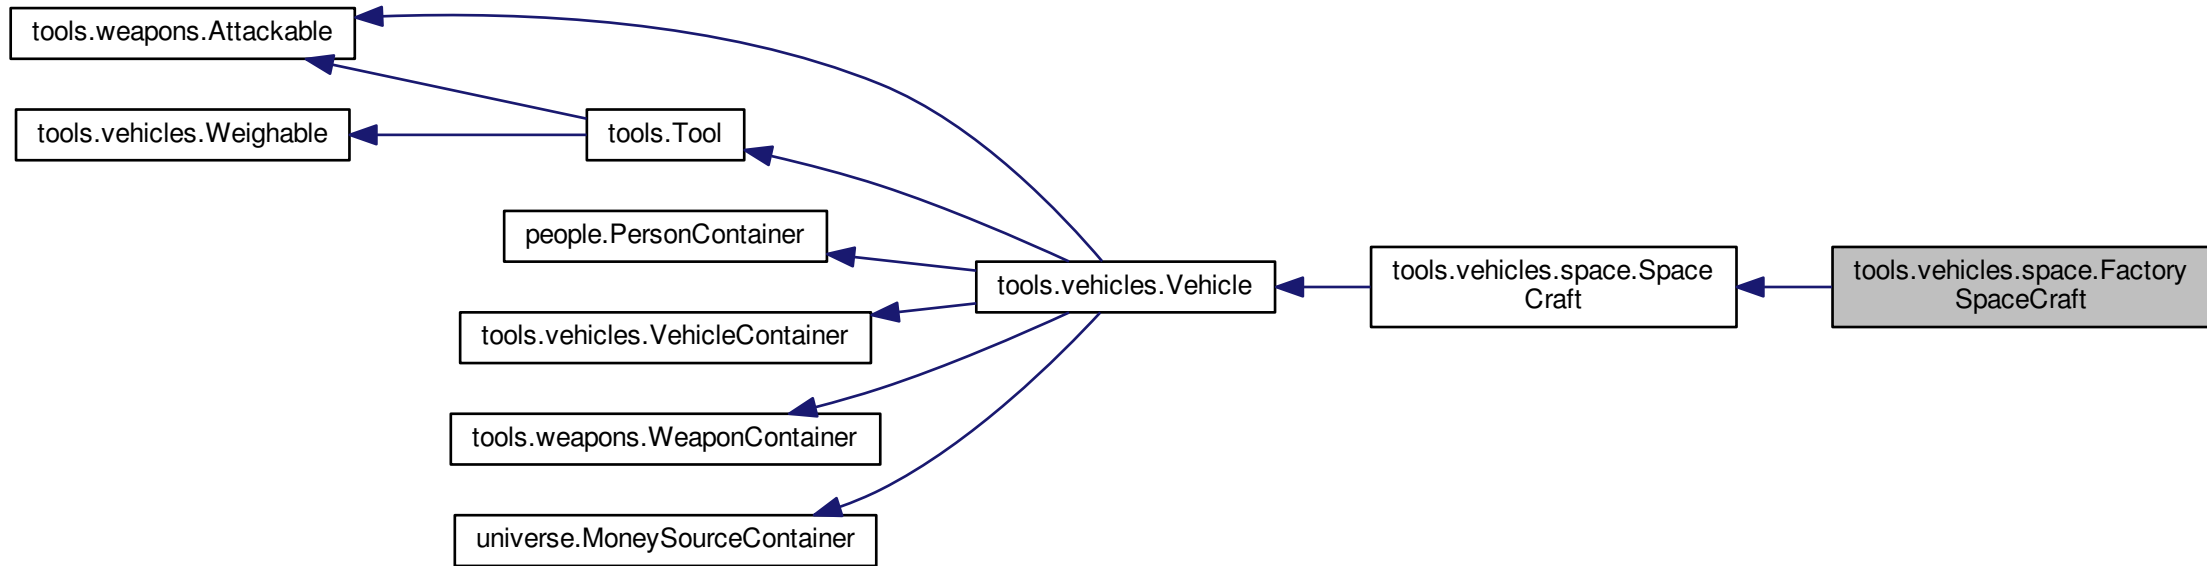 tools.weapons.Attackable
tools.vehicles.Weighable
tools.Tool
people.PersonContainer
tools.vehicles.VehicleContainer
tools.weapons.WeaponContainer
universe.MoneySourceContainer
tools.vehicles.Vehicle
tools.vehicles.space.Space
Craft
tools.vehicles.space.Factory
SpaceCraft